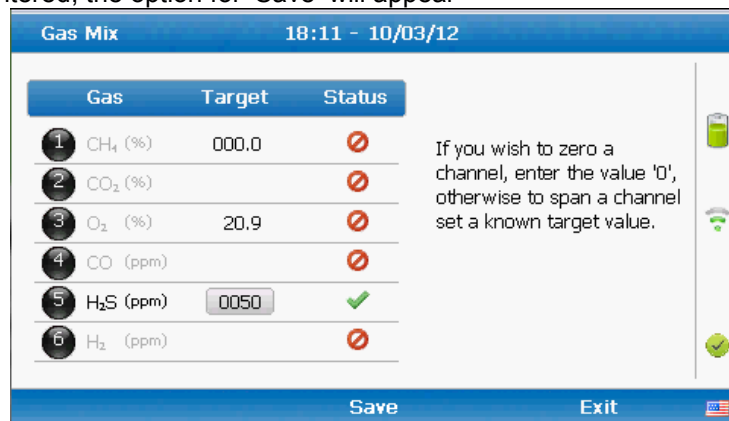 itered, the option for 'Save' will appear
Gas Mix 18:11 - 10/03/12
Gas Target Status
1 CH₄ (%) 000.0
2 CO₂ (%)
3 O₂ (%) 20.9
4 CO (ppm)
5 H₂S (ppm) 0050
6 H₂ (ppm)
If you wish to zero a
channel, enter the value '0',
otherwise to span a channel
set a known target value.
Save Exit